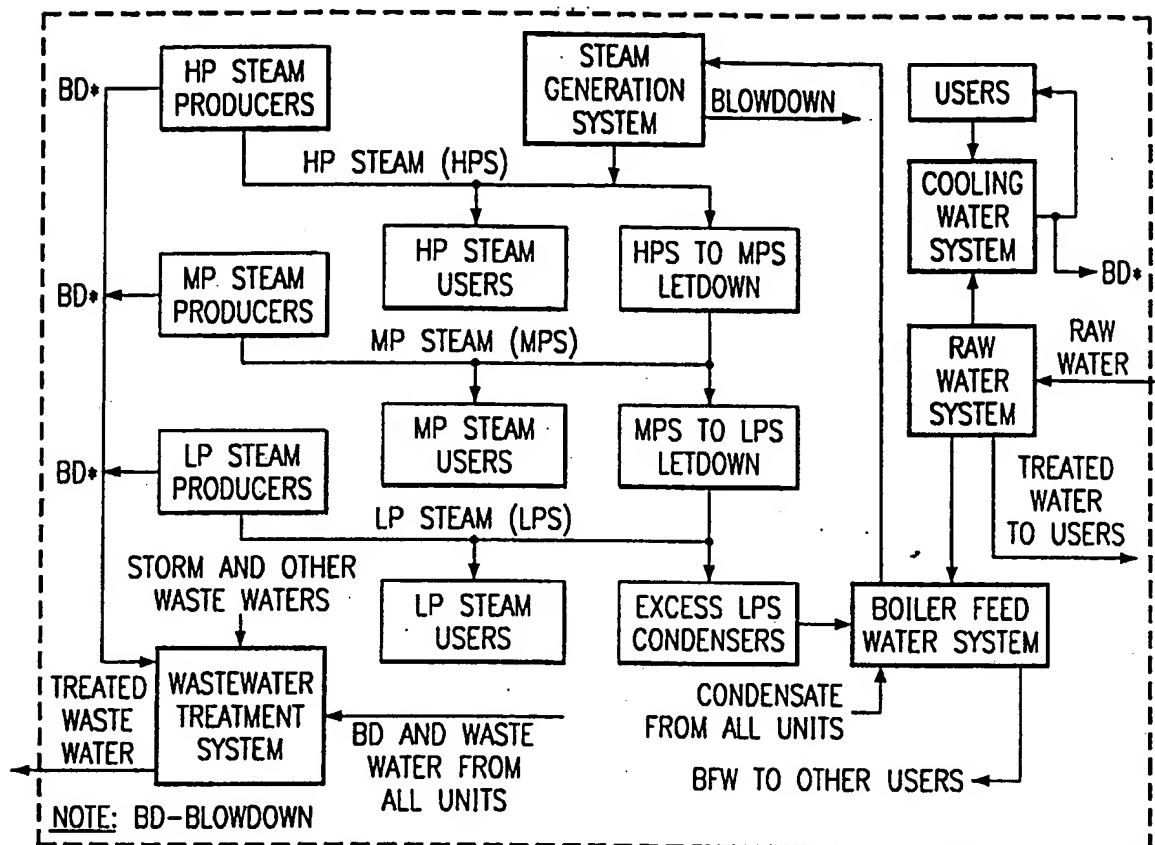 HP STEAM
PRODUCERS
BD*
STEAM
GENERATION
SYSTEM
BLOWDOWN
USERS
HP STEAM (HPS)
COOLING
WATER
SYSTEM
HP STEAM
USERS
HPS TO MPS
LETDOWN
BD*
MP STEAM
PRODUCERS
BD*
MP STEAM (MPS)
RAW
WATER
SYSTEM
RAW
WATER
MP STEAM
USERS
MPS TO LPS
LETDOWN
LP STEAM
PRODUCERS
BD*
LP STEAM (LPS)
TREATED
WATER
TO USERS
STORM AND OTHER
WASTE WATERS
LP STEAM
USERS
EXCESS LPS
CONDENSERS
BOILER FEED
WATER SYSTEM
TREATED
WASTE
WATER
WASTEWATER
TREATMENT
SYSTEM
BD AND WASTE
WATER FROM
ALL UNITS
CONDENSATE
FROM ALL UNITS
BFW TO OTHER USERS
NOTE: BD-BLOWDOWN